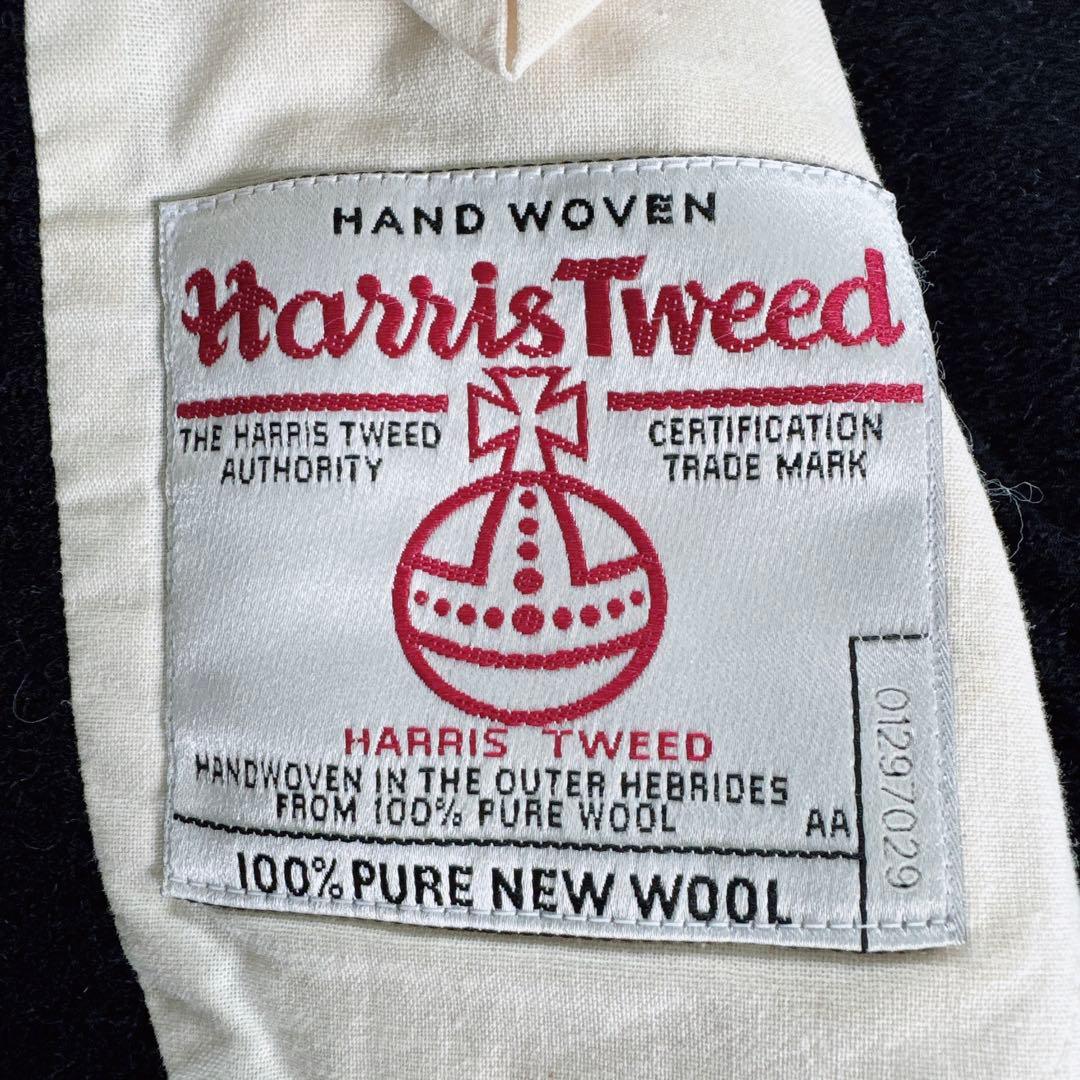 HAND WOVEN
Harris Tweed
THE HARRIS TWEED
AUTHORITY
CERTIFICATION
TRADE MARK
HARRIS TWEED
HANDWOVEN IN THE OUTER HEBRIDES
FROM 100% PURE WOOL
AA
01297029
100% PURE NEW WOOL